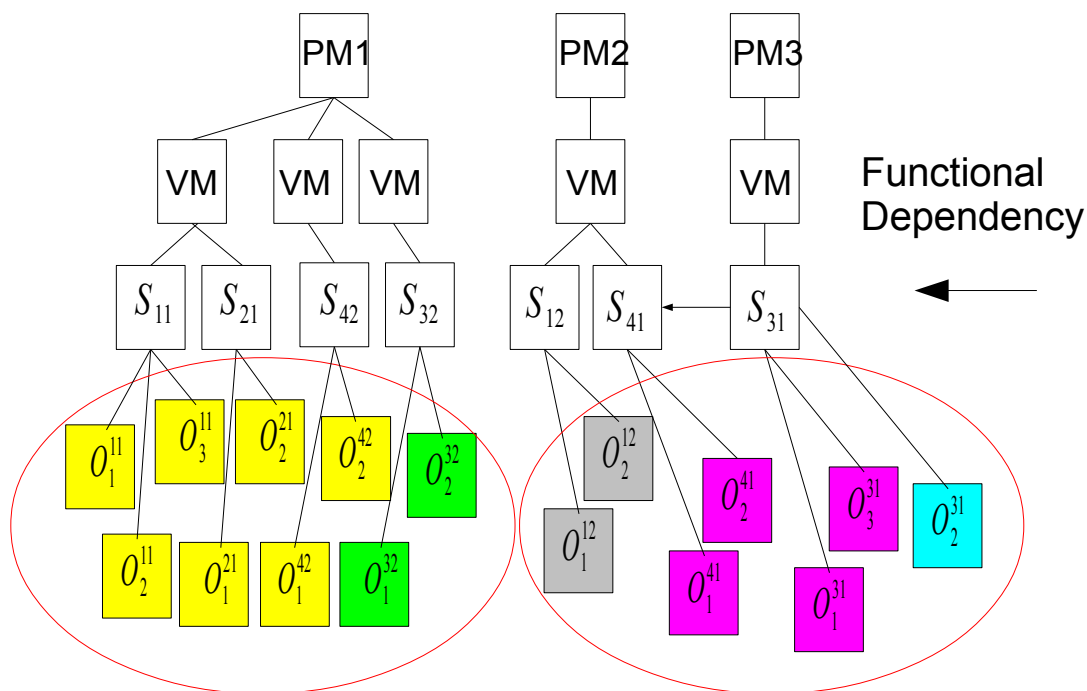 PM1 PM2 PM3
VM VM VM VM VM
Functional
Dependency
S₁₁ S₂₁ S₄₂ S₃₂ S₁₂ S₄₁ S₃₁
O₁¹¹ O₃¹¹ O₂²¹ O₂⁴² O₂³² O₂¹² O₂⁴¹ O₃³¹ O₂³¹
O₂¹¹ O₁²¹ O₁⁴² O₁³² O₁¹² O₁⁴¹ O₁³¹